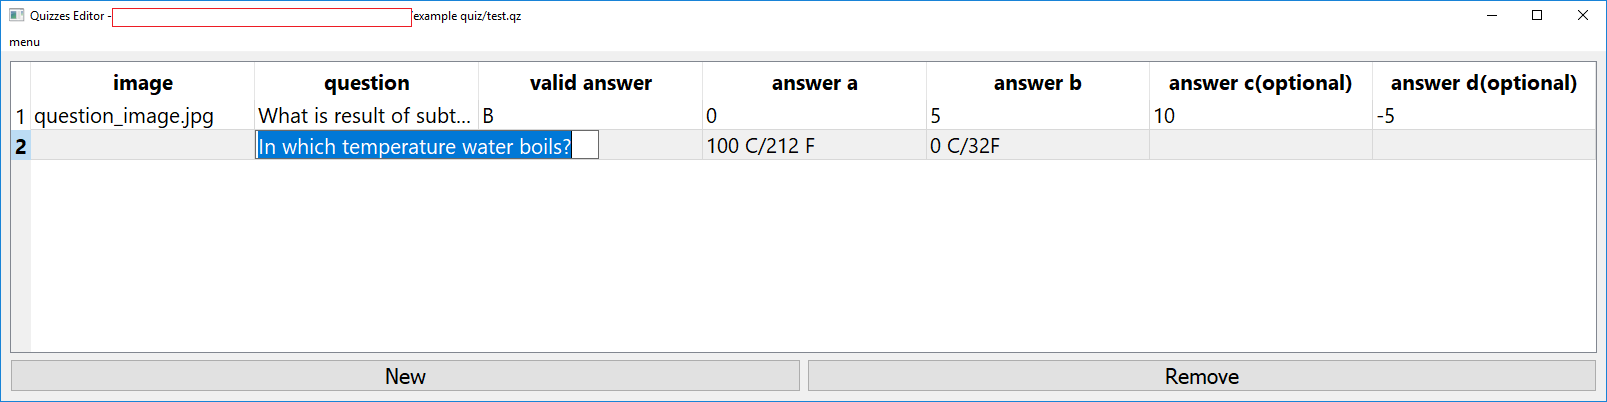 Quizzes Editor - /example quiz/test.qz
menu
image question valid answer answer a answer b answer c(optional) answer d(optional)
1 question_image.jpg What is result of subt... B 0 5 10 -5
2 In which temperature water boils? 100 C/212 F 0 C/32F
New Remove